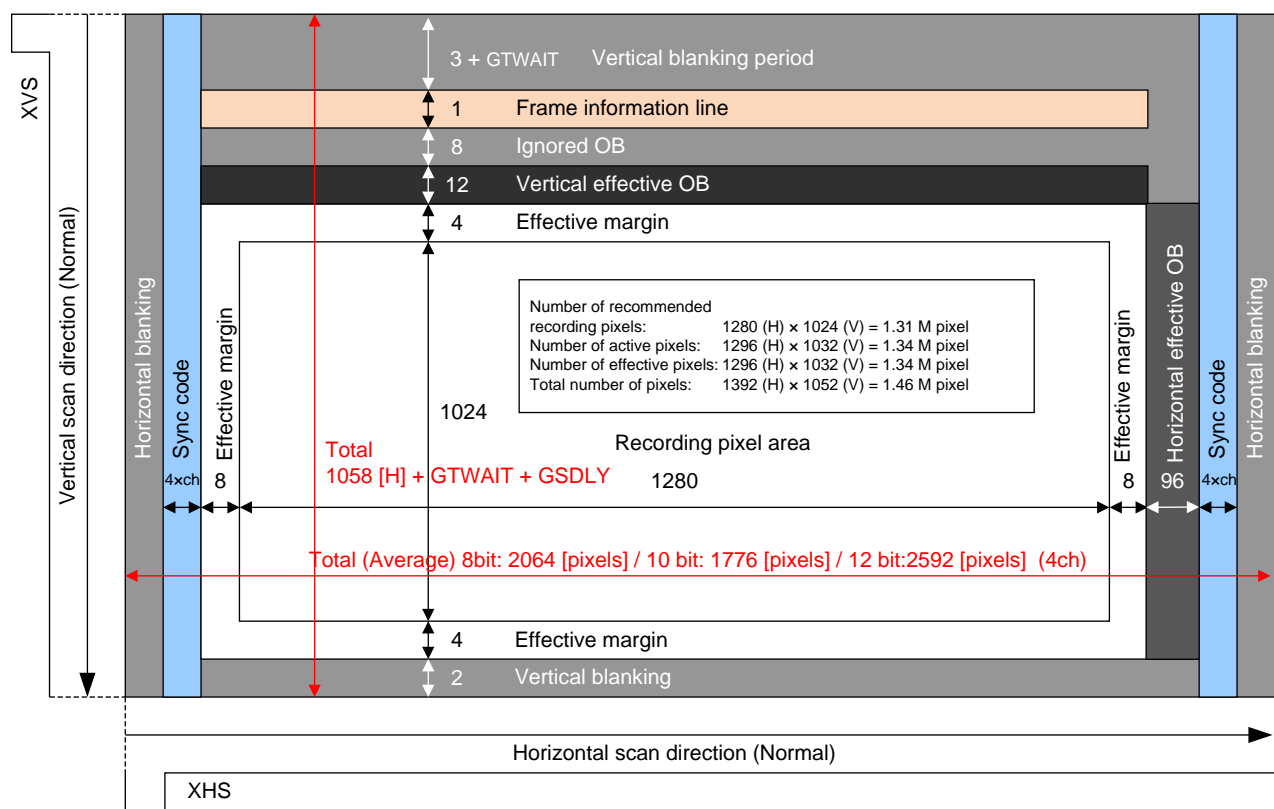 XVS
Vertical scan direction (Normal)
3 + GTWAIT Vertical blanking period
1 Frame information line
8 Ignored OB
12 Vertical effective OB
4 Effective margin
Horizontal blanking
Sync code
4×ch
Effective margin
8
Number of recommended
recording pixels: 1280 (H) × 1024 (V) = 1.31 M pixel
Number of active pixels: 1296 (H) × 1032 (V) = 1.34 M pixel
Number of effective pixels: 1296 (H) × 1032 (V) = 1.34 M pixel
Total number of pixels: 1392 (H) × 1052 (V) = 1.46 M pixel
1024
Recording pixel area
Total
1058 [H] + GTWAIT + GSDLY
1280
Effective margin
8
Horizontal effective OB
96
Sync code
4×ch
Horizontal blanking
Total (Average) 8bit: 2064 [pixels] / 10 bit: 1776 [pixels] / 12 bit:2592 [pixels] (4ch)
4 Effective margin
2 Vertical blanking
Horizontal scan direction (Normal)
XHS